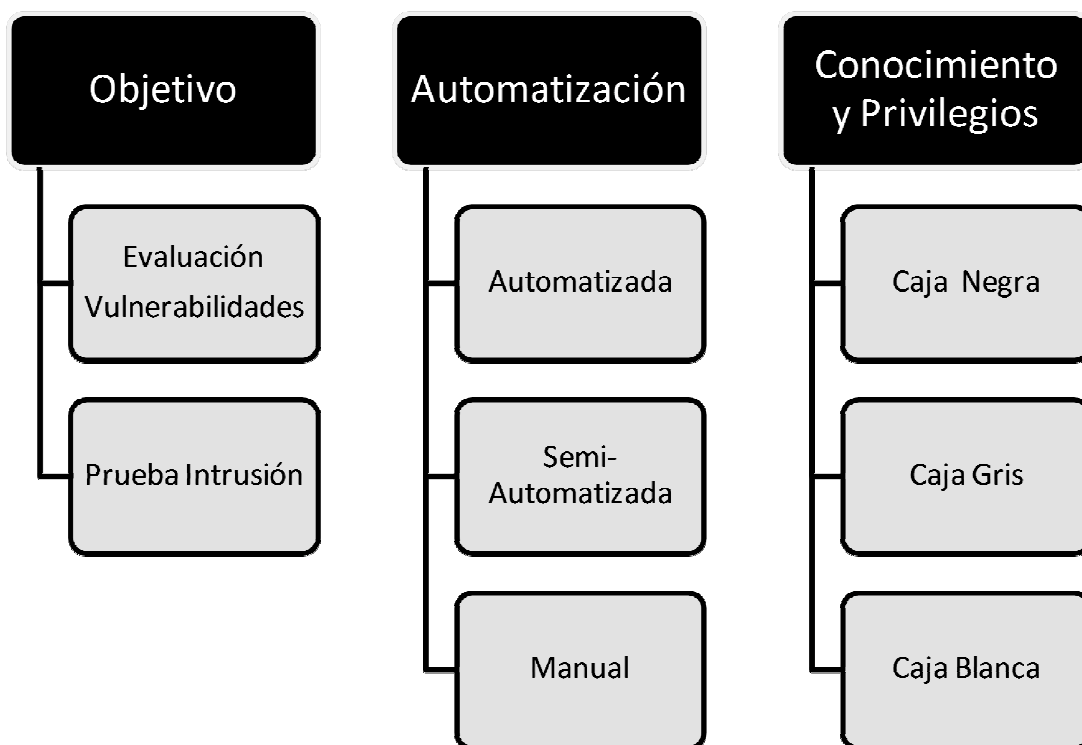 Objetivo
Evaluación
Vulnerabilidades
Prueba Intrusión
Automatización
Automatizada
Semi-
Automatizada
Manual
Conocimiento
y Privilegios
Caja Negra
Caja Gris
Caja Blanca